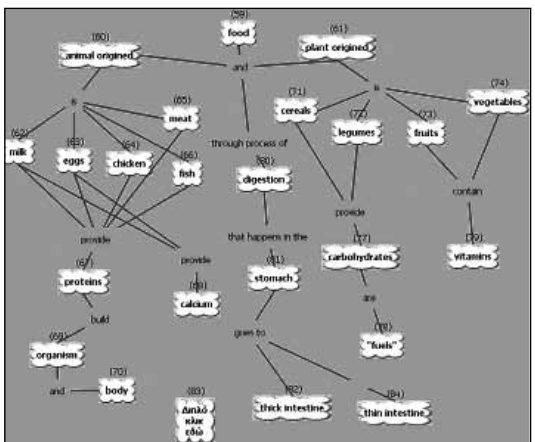 (59)
food
(60)
animal origined
(61)
plant origined
and
is
is
(65)
meat
(71)
cereals
(72)
legumes
(73)
fruits
(74)
vegetables
(62)
milk
(63)
eggs
(64)
chicken
(66)
fish
through process of
(80)
digestion
contain
provide
provide
that happens in the
provide
(67)
proteins
(68)
calcium
(81)
stomach
(77)
carbohydrates
(79)
vitamins
build
are
(69)
organism
goes to
(78)
"fuels"
and
(70)
body
(83)
Διπλό
κλικ
εδώ
(82)
thick intestine
(84)
thin intestine